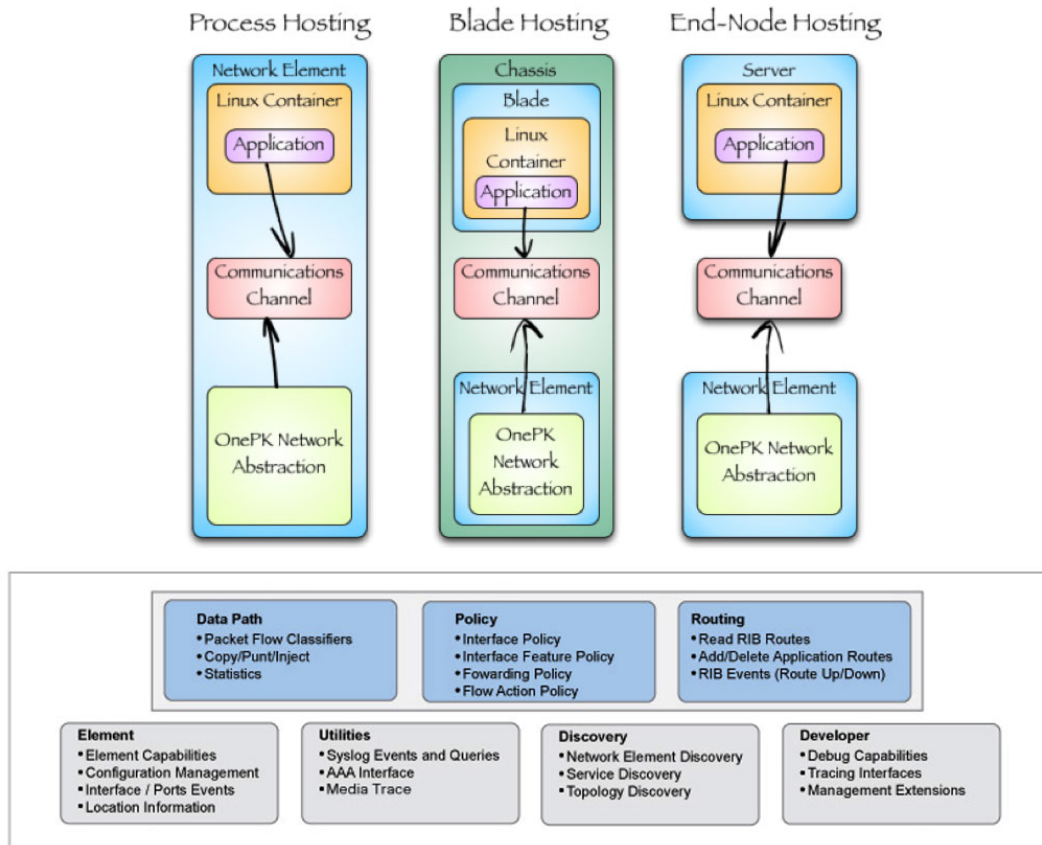 Process Hosting
Blade Hosting
End-Node Hosting
Network Element
Linux Container
Application
Communications
Channel
OnePK Network
Abstraction
Chassis
Blade
Linux
Container
Application
Communications
Channel
Network Element
OnePK
Network
Abstraction
Server
Linux Container
Application
Communications
Channel
Network Element
OnePK Network
Abstraction
Data Path
• Packet Flow Classifiers
• Copy/Punt/Inject
• Statistics
Policy
• Interface Policy
• Interface Feature Policy
• Fowarding Policy
• Flow Action Policy
Routing
• Read RIB Routes
• Add/Delete Application Routes
• RIB Events (Route Up/Down)
Element
• Element Capabilities
• Configuration Management
• Interface / Ports Events
• Location Information
Utilities
• Syslog Events and Queries
• AAA Interface
• Media Trace
Discovery
• Network Element Discovery
• Service Discovery
• Topology Discovery
Developer
• Debug Capabilities
• Tracing Interfaces
• Management Extensions